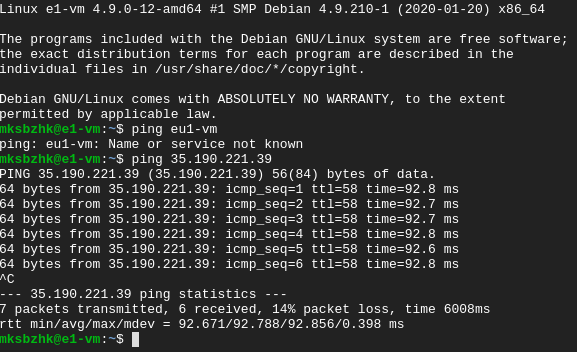 Linux e1-vm 4.9.0-12-amd64 #1 SMP Debian 4.9.210-1 (2020-01-20) x86_64
The programs included with the Debian GNU/Linux system are free software;
the exact distribution terms for each program are described in the
individual files in /usr/share/doc/*/copyright.
Debian GNU/Linux comes with ABSOLUTELY NO WARRANTY, to the extent
permitted by applicable law.
mksbzhk@e1-vm:~$ ping eu1-vm
ping: eu1-vm: Name or service not known
mksbzhk@e1-vm:~$ ping 35.190.221.39
PING 35.190.221.39 (35.190.221.39) 56(84) bytes of data.
64 bytes from 35.190.221.39: icmp_seq=1 ttl=58 time=92.8 ms
64 bytes from 35.190.221.39: icmp_seq=2 ttl=58 time=92.7 ms
64 bytes from 35.190.221.39: icmp_seq=3 ttl=58 time=92.7 ms
64 bytes from 35.190.221.39: icmp_seq=4 ttl=58 time=92.8 ms
64 bytes from 35.190.221.39: icmp_seq=5 ttl=58 time=92.6 ms
64 bytes from 35.190.221.39: icmp_seq=6 ttl=58 time=92.8 ms
^C
--- 35.190.221.39 ping statistics ---
7 packets transmitted, 6 received, 14% packet loss, time 6008ms
rtt min/avg/max/mdev = 92.671/92.788/92.856/0.398 ms
mksbzhk@e1-vm:~$